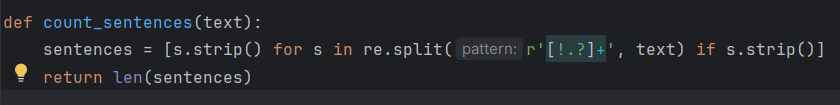 def count_sentences(text):
    sentences = [s.strip() for s in re.split( pattern: r'[!.?]+', text) if s.strip()]
    return len(sentences)